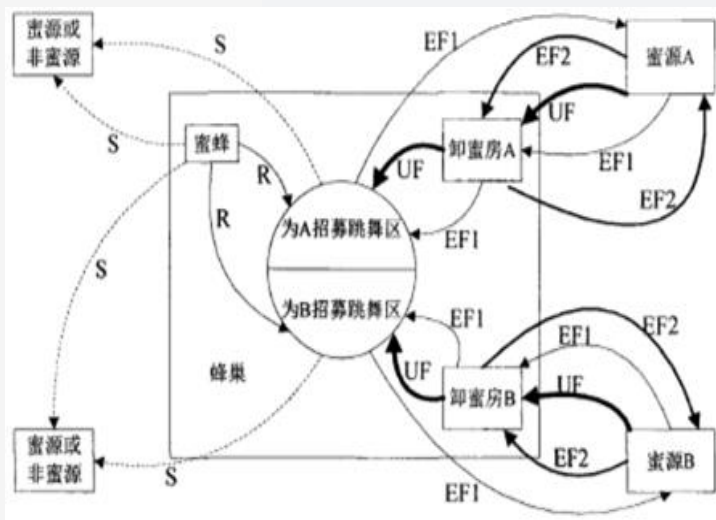 蜜源或
非蜜源
S
EF1
EF2
蜜源A
UF
S
蜜蜂
R
UF
卸蜜房A
EF1
EF2
R
为A招募跳舞区
EF1
S
为B招募跳舞区
EF1
EF2
EF1
蜂巢
UF
卸蜜房B
UF
蜜源或
非蜜源
S
EF2
蜜源B
EF1